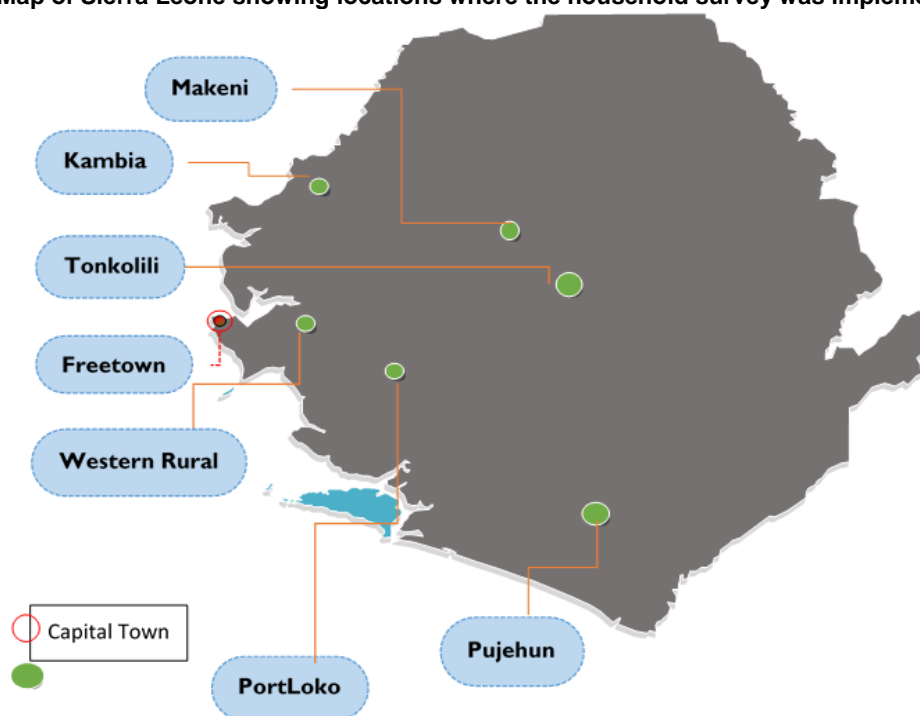 Map of Sierra Leone showing locations where the household survey was implem
Makeni
Kambia
Tonkolili
Freetown
Western Rural
Capital Town
PortLoko
Pujehun